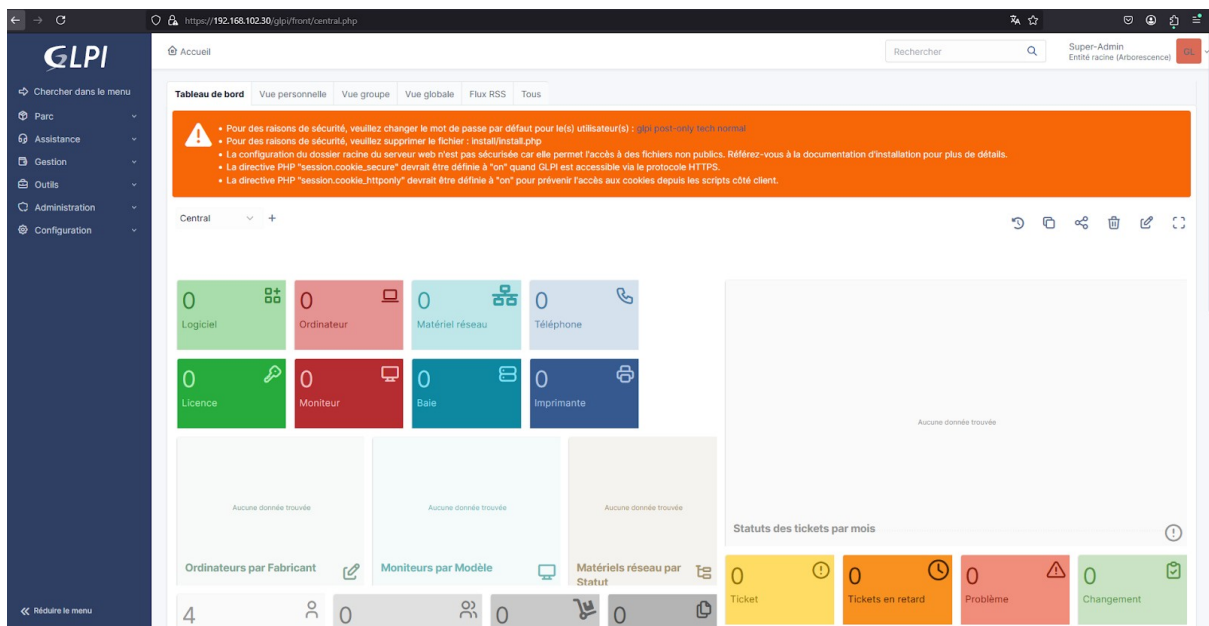 https://192.168.102.30/glpi/front/central.php
GLPI
Accueil
Rechercher
Super-Admin
Entité racine (Arborescence)
GL
Chercher dans le menu
Parc
Assistance
Gestion
Outils
Administration
Configuration
Réduire le menu
Tableau de bord Vue personnelle Vue groupe Vue globale Flux RSS Tous
• Pour des raisons de sécurité, veuillez changer le mot de passe par défaut pour le(s) utilisateur(s) : glpi post-only tech normal
• Pour des raisons de sécurité, veuillez supprimer le fichier : install/install.php
• La configuration du dossier racine du serveur web n'est pas sécurisée car elle permet l'accès à des fichiers non publics. Référez-vous à la documentation d'installation pour plus de détails.
• La directive PHP "session.cookie_secure" devrait être définie à "on" quand GLPI est accessible via le protocole HTTPS.
• La directive PHP "session.cookie_httponly" devrait être définie à "on" pour prévenir l'accès aux cookies depuis les scripts côté client.
Central
0
Logiciel
0
Ordinateur
0
Matériel réseau
0
Téléphone
0
Licence
0
Moniteur
0
Baie
0
Imprimante
Aucune donnée trouvée
Ordinateurs par Fabricant
Aucune donnée trouvée
Moniteurs par Modèle
Aucune donnée trouvée
Matériels réseau par
Statut
4
0
0
0
Aucune donnée trouvée
Statuts des tickets par mois
0
Ticket
0
Tickets en retard
0
Problème
0
Changement